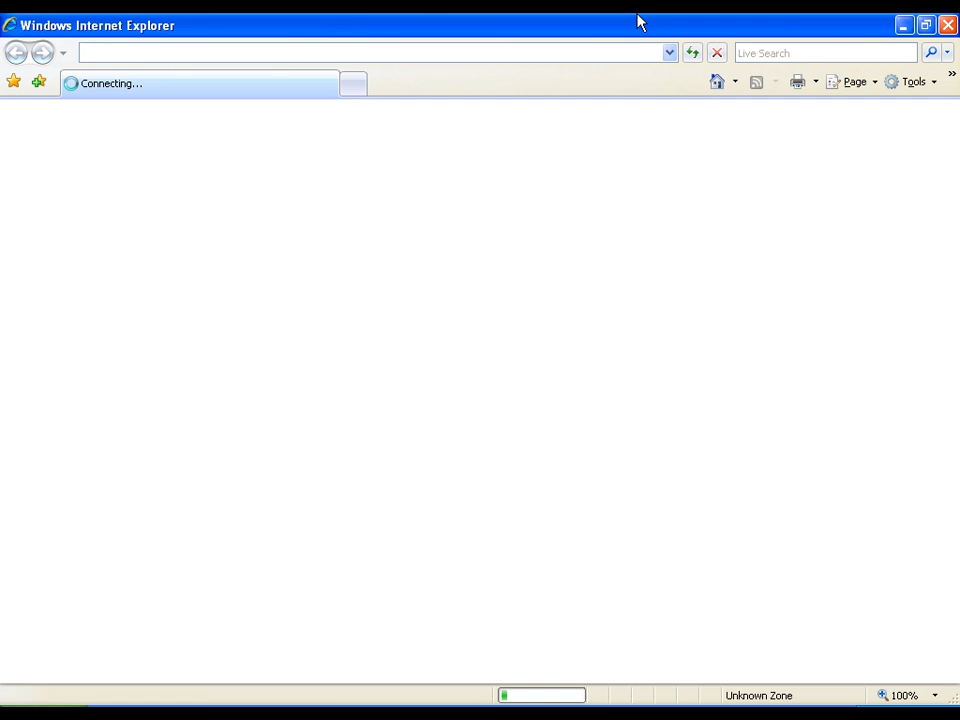 Windows Internet Explorer
Live Search
Connecting...
Page
Tools
»
Unknown Zone
100%